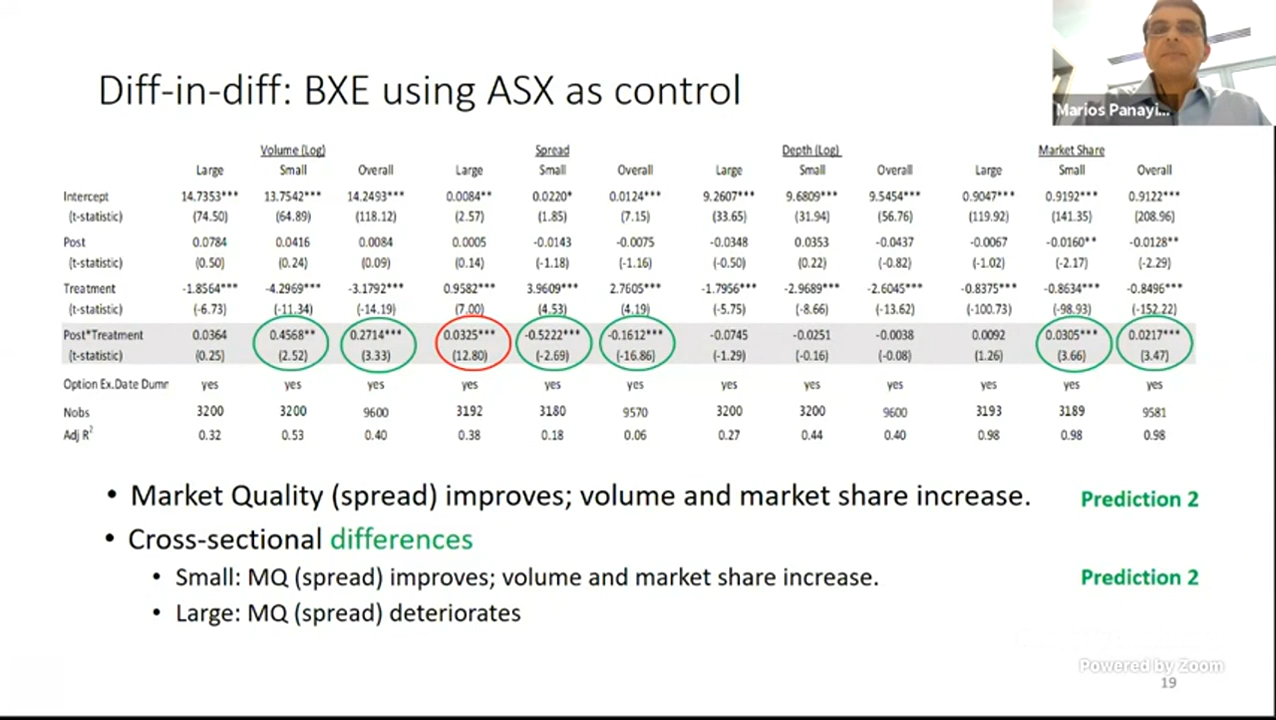 Marios Panayi...
Diff-in-diff: BXE using ASX as control
Volume (Log) Spread Depth (Log) Market Share
Large Small Overall Large Small Overall Large Small Overall Large Small Overall
Intercept 14.7353*** 13.7542*** 14.2493*** 0.0084** 0.0220* 0.0124*** 9.2607*** 9.6809*** 9.5454*** 0.9047*** 0.9192*** 0.9122***
(t-statistic) (74.50) (64.89) (118.12) (2.57) (1.85) (7.15) (33.65) (31.94) (56.76) (119.92) (141.35) (208.96)
Post 0.0784 0.0416 0.0084 0.0005 -0.0143 -0.0075 -0.0348 0.0353 -0.0437 -0.0067 -0.0160** -0.0128**
(t-statistic) (0.50) (0.24) (0.09) (0.14) (-1.18) (-1.16) (-0.50) (0.22) (-0.82) (-1.02) (-2.17) (-2.29)
Treatment -1.8564*** -4.2969*** -3.1792*** 0.9582*** 3.9609*** 2.7605*** -1.7956*** -2.9689*** -2.6045*** -0.8375*** -0.8634*** -0.8496***
(t-statistic) (-6.73) (-11.34) (-14.19) (7.00) (4.53) (4.19) (-5.75) (-8.66) (-13.62) (-100.73) (-98.93) (-152.22)
Post*Treatment 0.0364 0.4568** 0.2714*** 0.0325*** -0.5222*** -0.1612*** -0.0745 -0.0251 -0.0038 0.0092 0.0305*** 0.0217***
(t-statistic) (0.25) (2.52) (3.33) (12.80) (-2.69) (-16.86) (-1.29) (-0.16) (-0.08) (1.26) (3.66) (3.47)
Option Ex.Date Dumm yes yes yes yes yes yes yes yes yes yes yes yes
Nobs 3200 3200 9600 3192 3180 9570 3200 3200 9600 3193 3189 9581
Adj R² 0.32 0.53 0.40 0.38 0.18 0.06 0.27 0.44 0.40 0.98 0.98 0.98
• Market Quality (spread) improves; volume and market share increase. Prediction 2
• Cross-sectional differences
• Small: MQ (spread) improves; volume and market share increase. Prediction 2
• Large: MQ (spread) deteriorates
Powered by Zoom
19